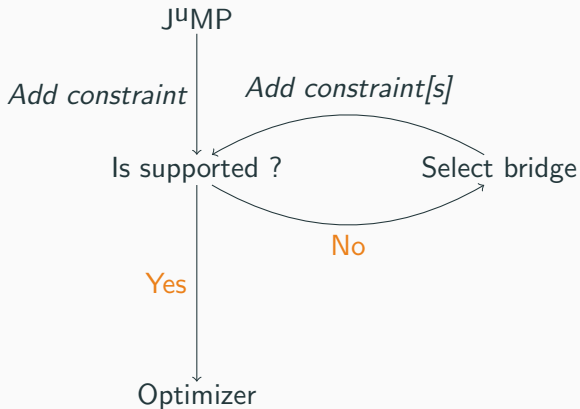 JuMP
Add constraint
Add constraint[s]
Is supported ?
Select bridge
No
Yes
Optimizer